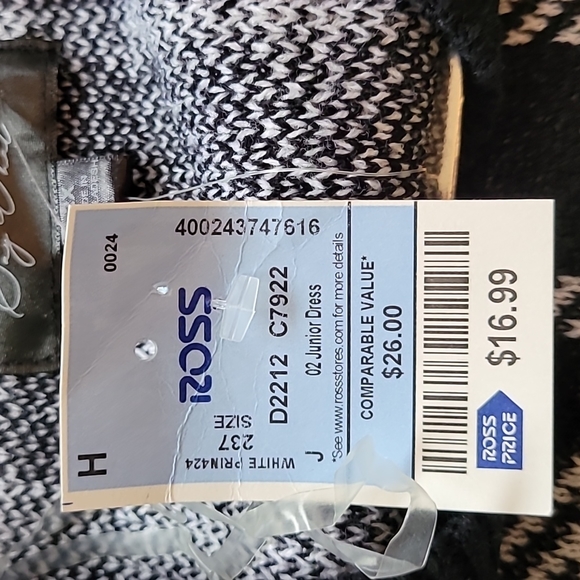 400243747616
0024
ROSS
D2212 C7922
02 Junior Dress
WHITE PRIN424
237
SIZE
H
J
*See www.rossstores.com for more details
COMPARABLE VALUE*
$26.00
$16.99
ROSS
PRICE